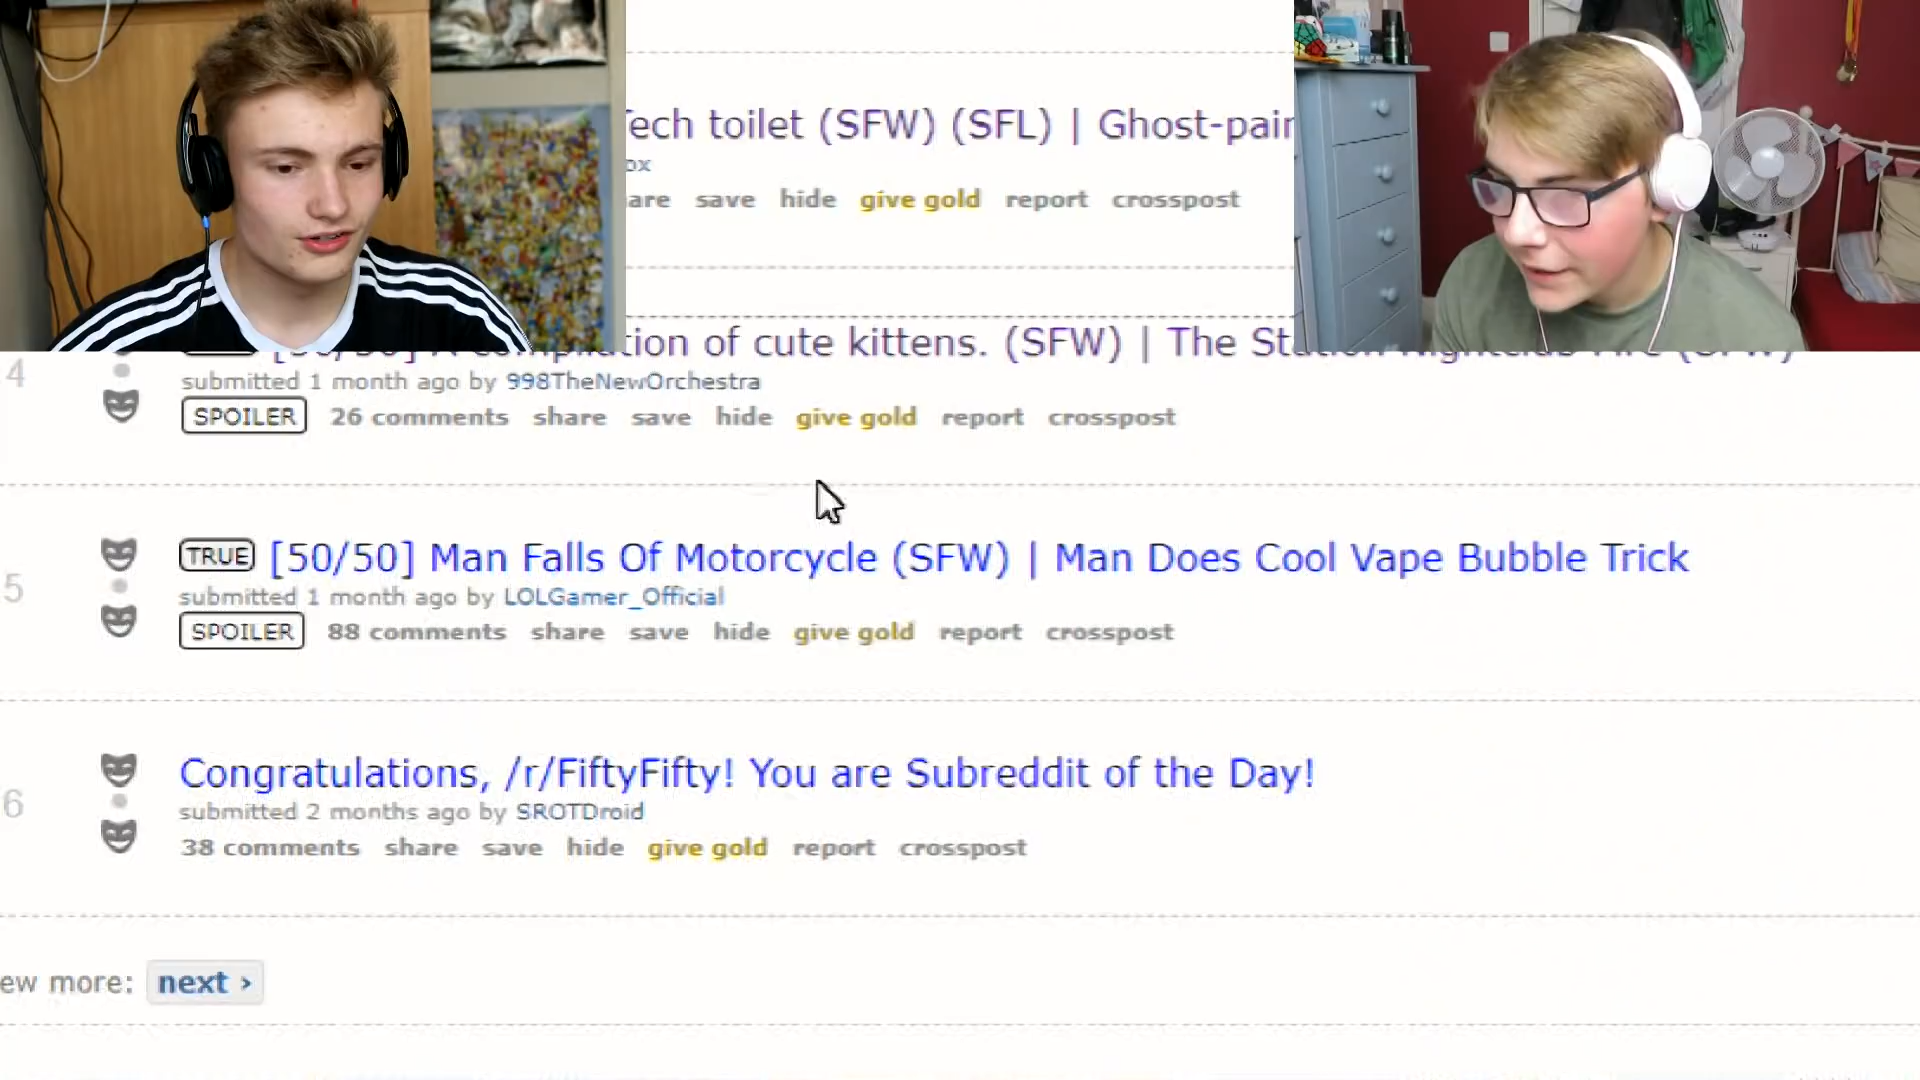 Tech toilet (SFW) (SFL) | Ghost-pain
ox
are save hide give gold report crosspost
4
of cute kittens. (SFW) | The
submitted 1 month ago by 998TheNewOrchestra
SPOILER 26 comments share save hide give gold report crosspost
5
TRUE [50/50] Man Falls Of Motorcycle (SFW) | Man Does Cool Vape Bubble Trick
submitted 1 month ago by LOLGamer_Official
SPOILER 88 comments share save hide give gold report crosspost
6
Congratulations, /r/FiftyFifty! You are Subreddit of the Day!
submitted 2 months ago by SROTDroid
38 comments share save hide give gold report crosspost
ew more: next ›